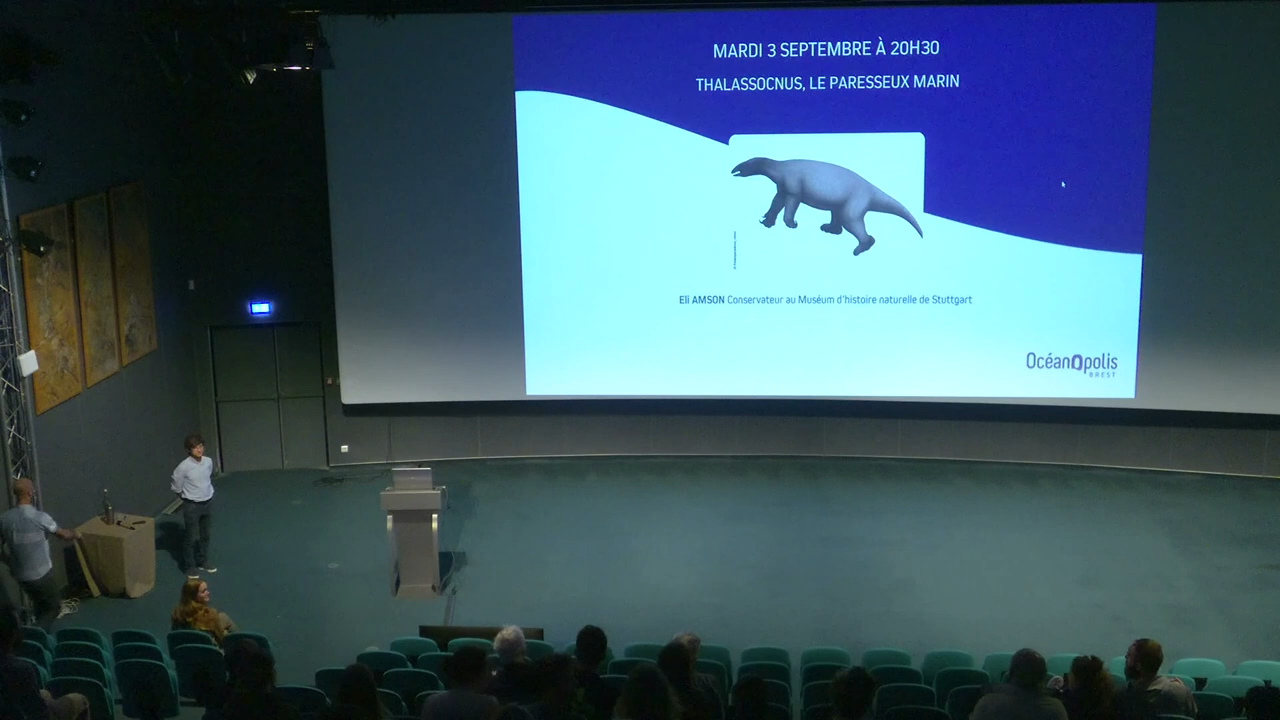 MARDI 3 SEPTEMBRE À 20H30
THALASSOCNUS, LE PARESSEUX MARIN
Eli AMSON Conservateur au Muséum d'histoire naturelle de Stuttgart
Océanopolis
BREST